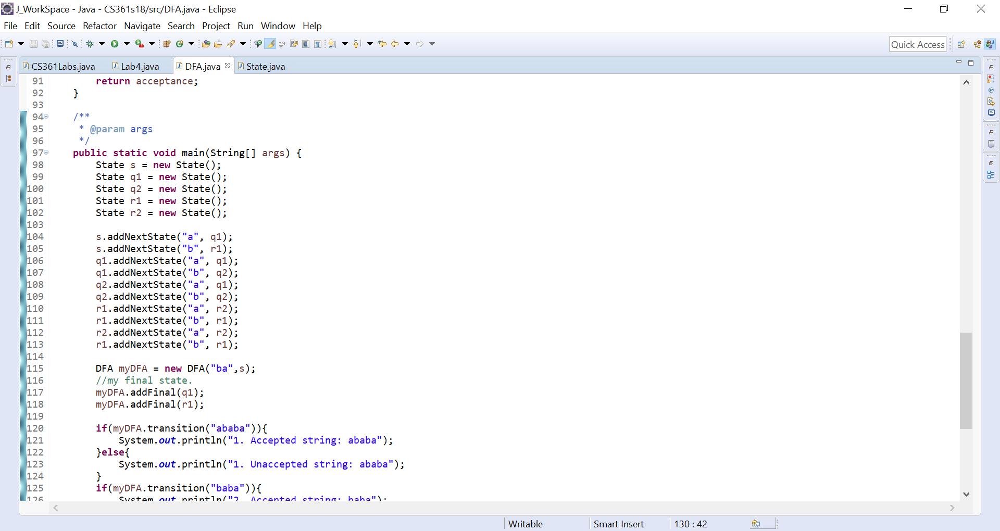 J_WorkSpace - Java - CS361s18/src/DFA.java - Eclipse
File Edit Source Refactor Navigate Search Project Run Window Help
Quick Access
CS361Labs.java Lab4.java DFA.java State.java
91 return acceptance;
92 }
93
94 /**
95 * @param args
96 */
97 public static void main(String[] args) {
98 State s = new State();
99 State q1 = new State();
100 State q2 = new State();
101 State r1 = new State();
102 State r2 = new State();
103
104 s.addNextState("a", q1);
105 s.addNextState("b", r1);
106 q1.addNextState("a", q1);
107 q1.addNextState("b", q2);
108 q2.addNextState("a", q1);
109 q2.addNextState("b", q2);
110 r1.addNextState("a", r2);
111 r1.addNextState("b", r1);
112 r2.addNextState("a", r2);
113 r1.addNextState("b", r1);
114
115 DFA myDFA = new DFA("ba",s);
116 //my final state.
117 myDFA.addFinal(q1);
118 myDFA.addFinal(r1);
119
120 if(myDFA.transition("ababa")){
121 System.out.println("1. Accepted string: ababa");
122 }else{
123 System.out.println("1. Unaccepted string: ababa");
124 }
125 if(myDFA.transition("baba")){
126 System.out.println("2. Accepted string: baba");
Writable Smart Insert 130 : 42